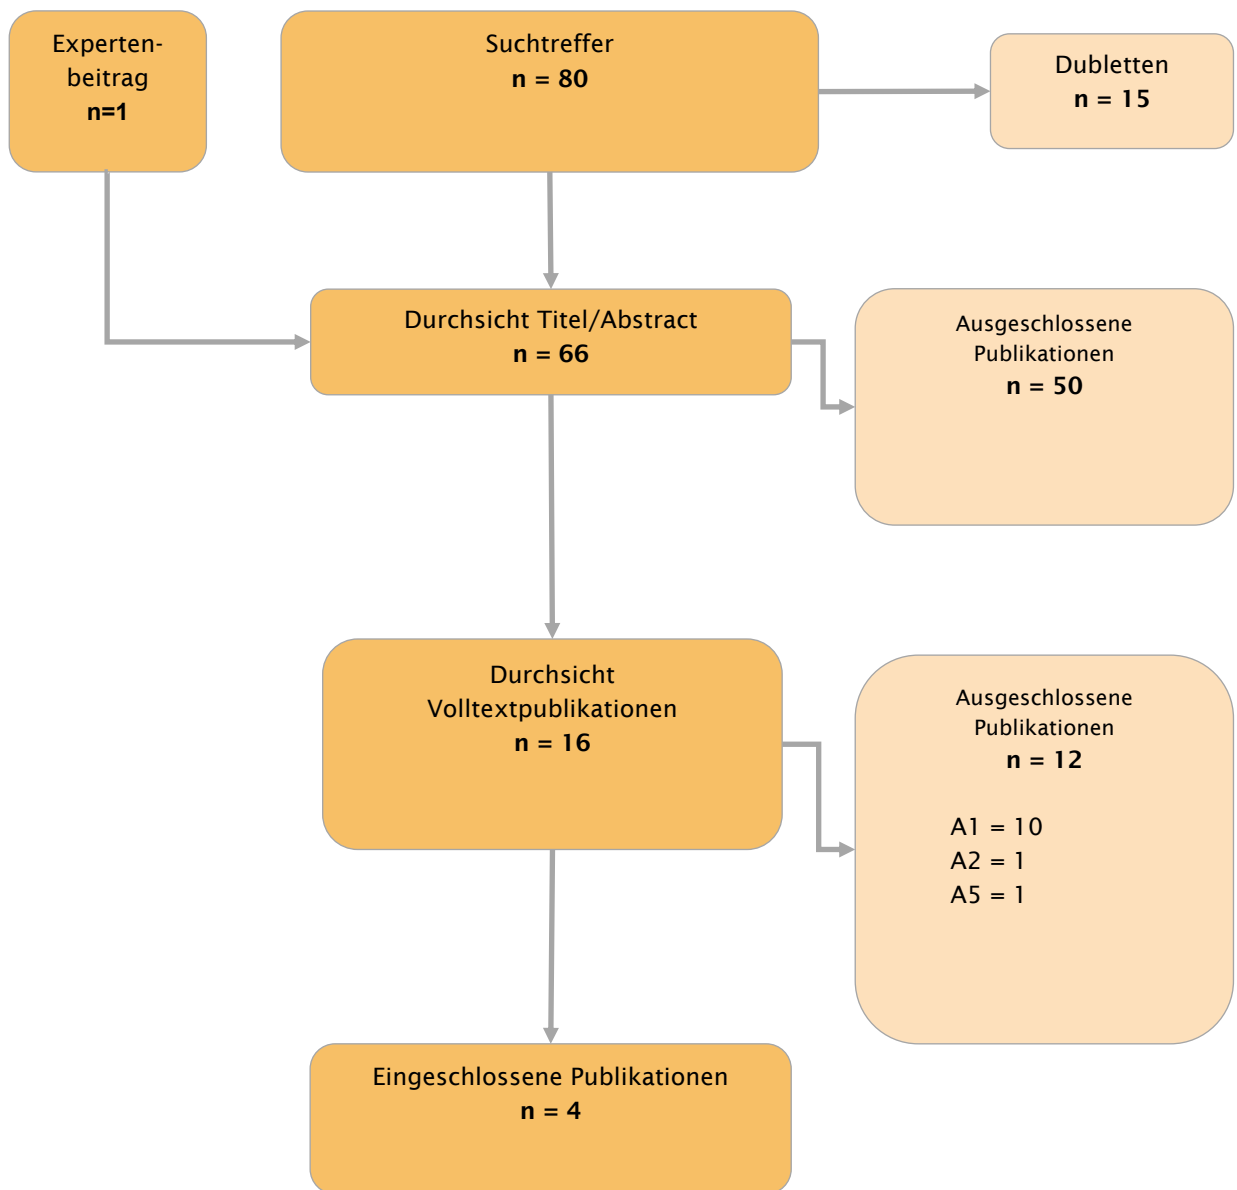 Experten-
beitrag
n=1
Suchtreffer
n = 80
Dubletten
n = 15
Durchsicht Titel/Abstract
n = 66
Ausgeschlossene
Publikationen
n = 50
Durchsicht
Volltextpublikationen
n = 16
Ausgeschlossene
Publikationen
n = 12
A1 = 10
A2 = 1
A5 = 1
Eingeschlossene Publikationen
n = 4